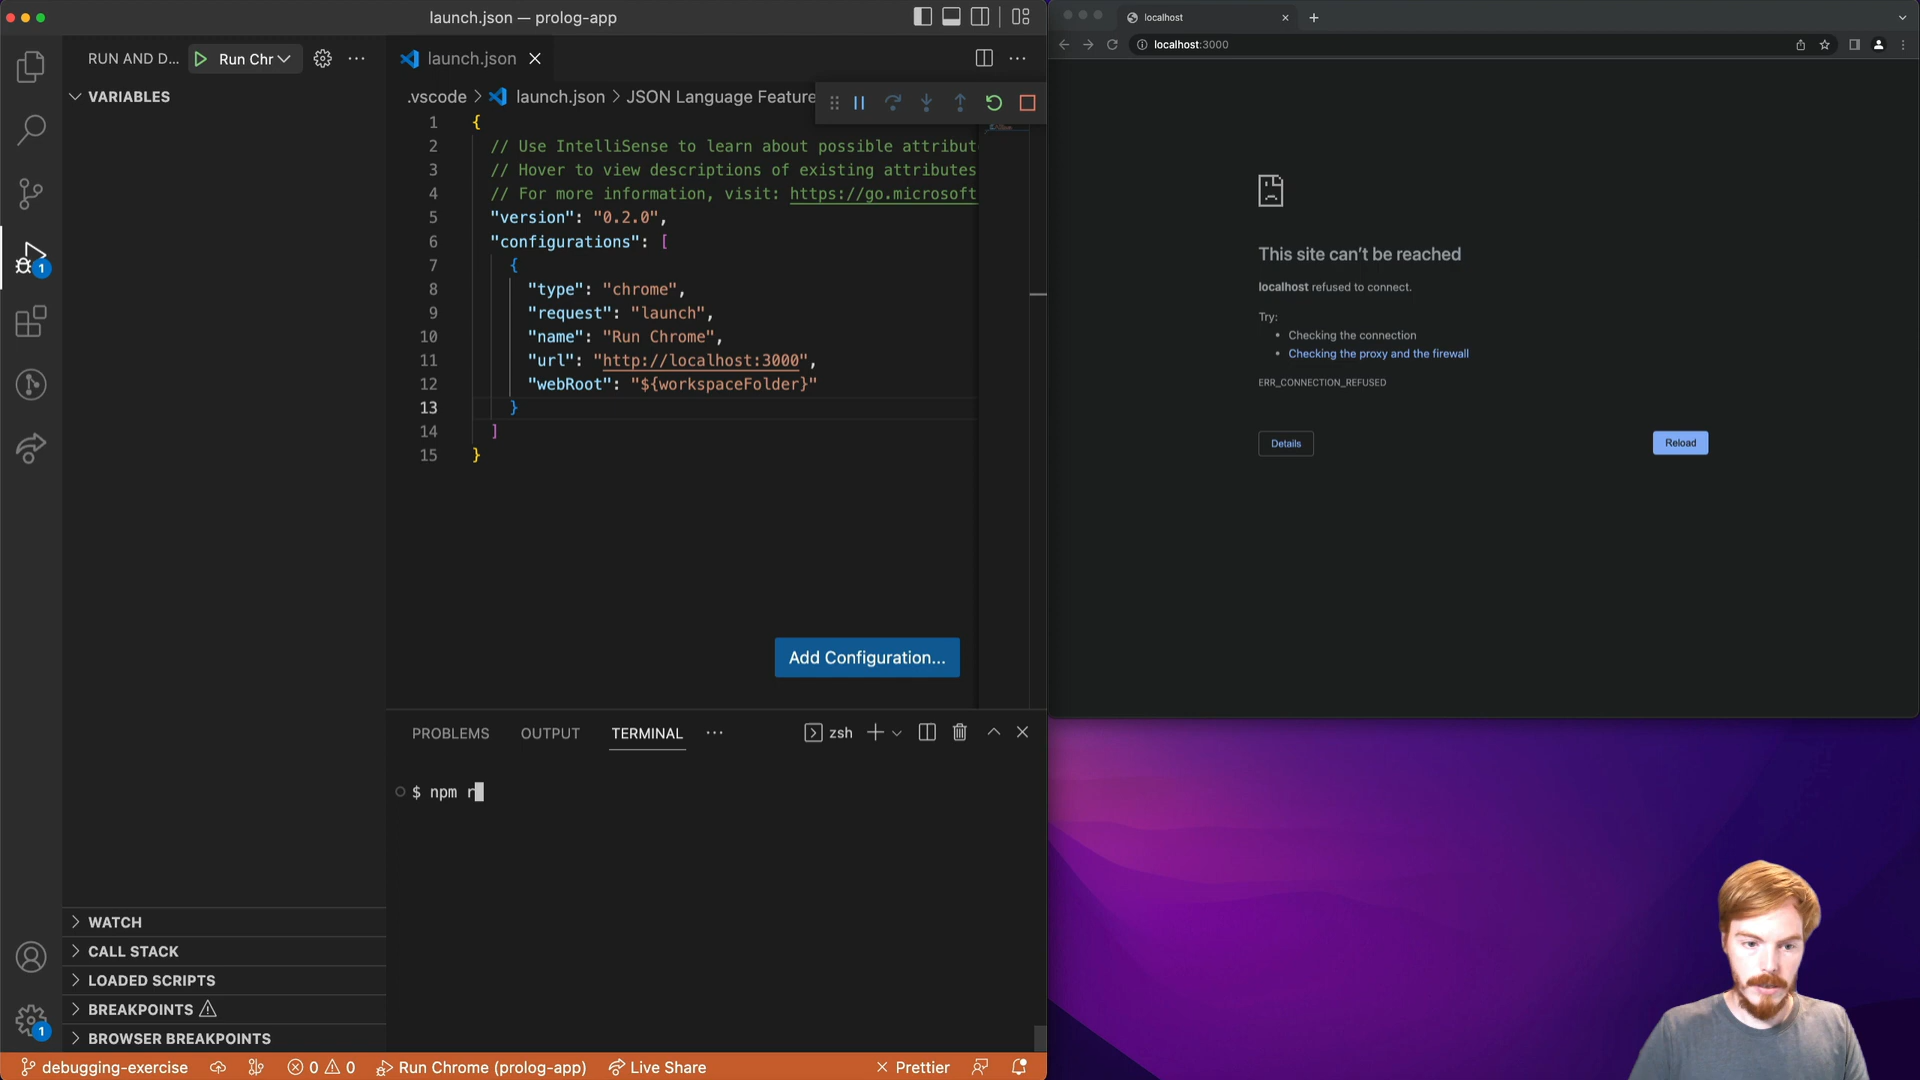 launch.json — prolog-app
RUN AND D...
Run Chr
VARIABLES
launch.json
.vscode > launch.json > JSON Language Feature
1 {
2 // Use IntelliSense to learn about possible attribut
3 // Hover to view descriptions of existing attributes
4 // For more information, visit: https://go.microsoft
5 "version": "0.2.0",
6 "configurations": [
7 {
8 "type": "chrome",
9 "request": "launch",
10 "name": "Run Chrome",
11 "url": "http://localhost:3000",
12 "webRoot": "${workspaceFolder}"
13 }
14 ]
15 }
Add Configuration...
PROBLEMS OUTPUT TERMINAL
zsh
$ npm r
WATCH
CALL STACK
LOADED SCRIPTS
BREAKPOINTS
BROWSER BREAKPOINTS
1
1
debugging-exercise
0 0
Run Chrome (prolog-app)
Live Share
Prettier
localhost
localhost:3000
This site can’t be reached
localhost refused to connect.
Try:
• Checking the connection
• Checking the proxy and the firewall
ERR_CONNECTION_REFUSED
Details
Reload